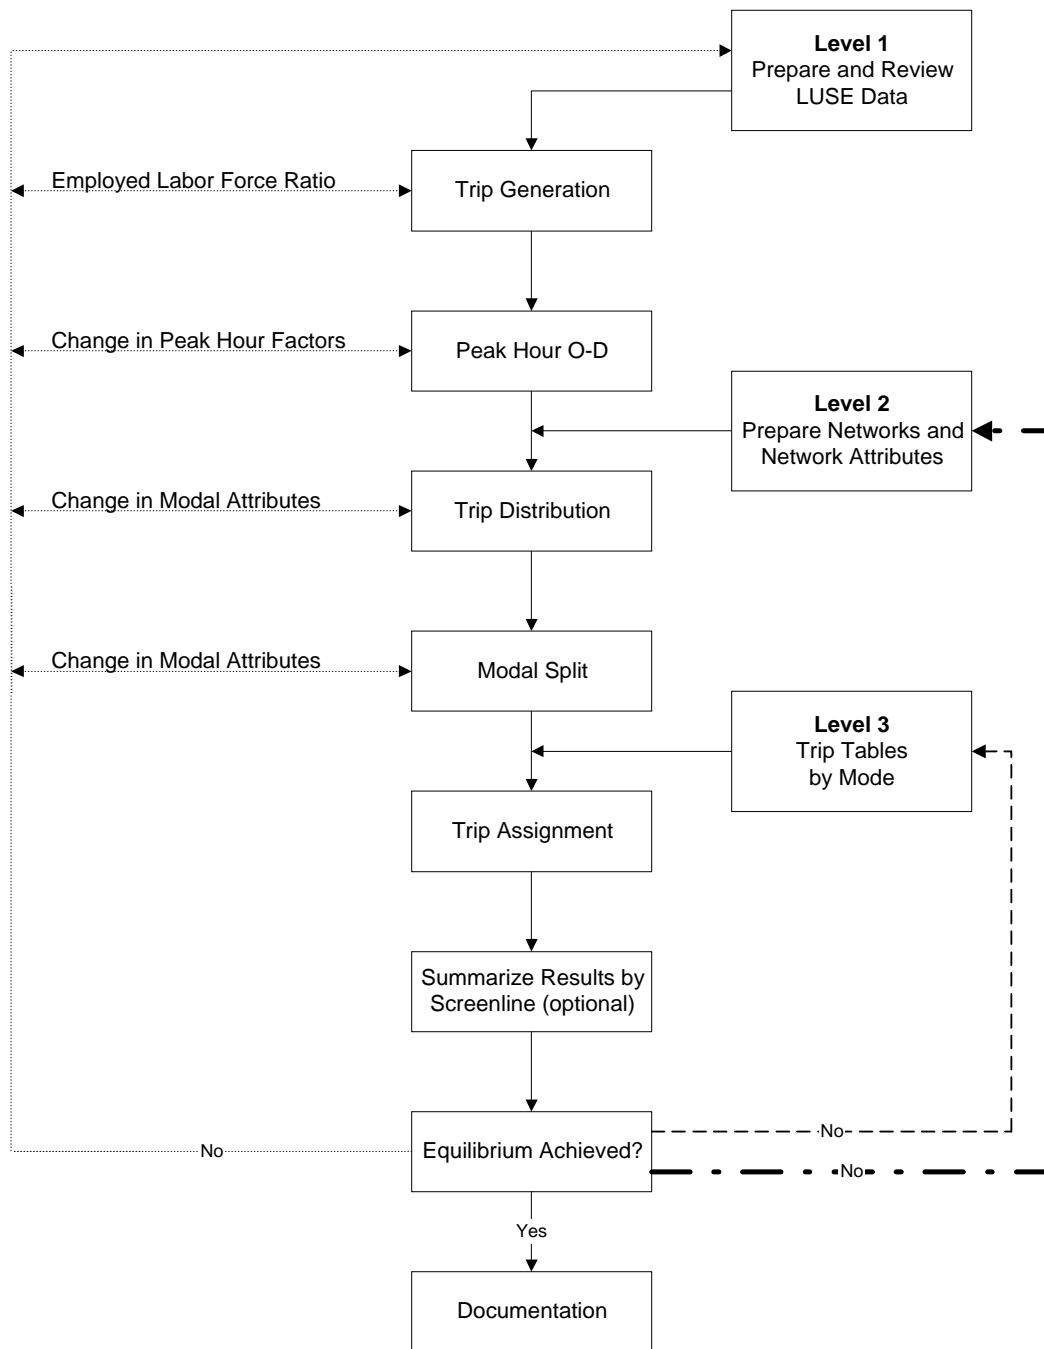 Level 1
Prepare and Review
LUSE Data
Employed Labor Force Ratio
Trip Generation
Change in Peak Hour Factors
Peak Hour O-D
Level 2
Prepare Networks and
Network Attributes
Change in Modal Attributes
Trip Distribution
Change in Modal Attributes
Modal Split
Level 3
Trip Tables
by Mode
Trip Assignment
Summarize Results by
Screenline (optional)
No
Equilibrium Achieved?
No
No
Yes
Documentation